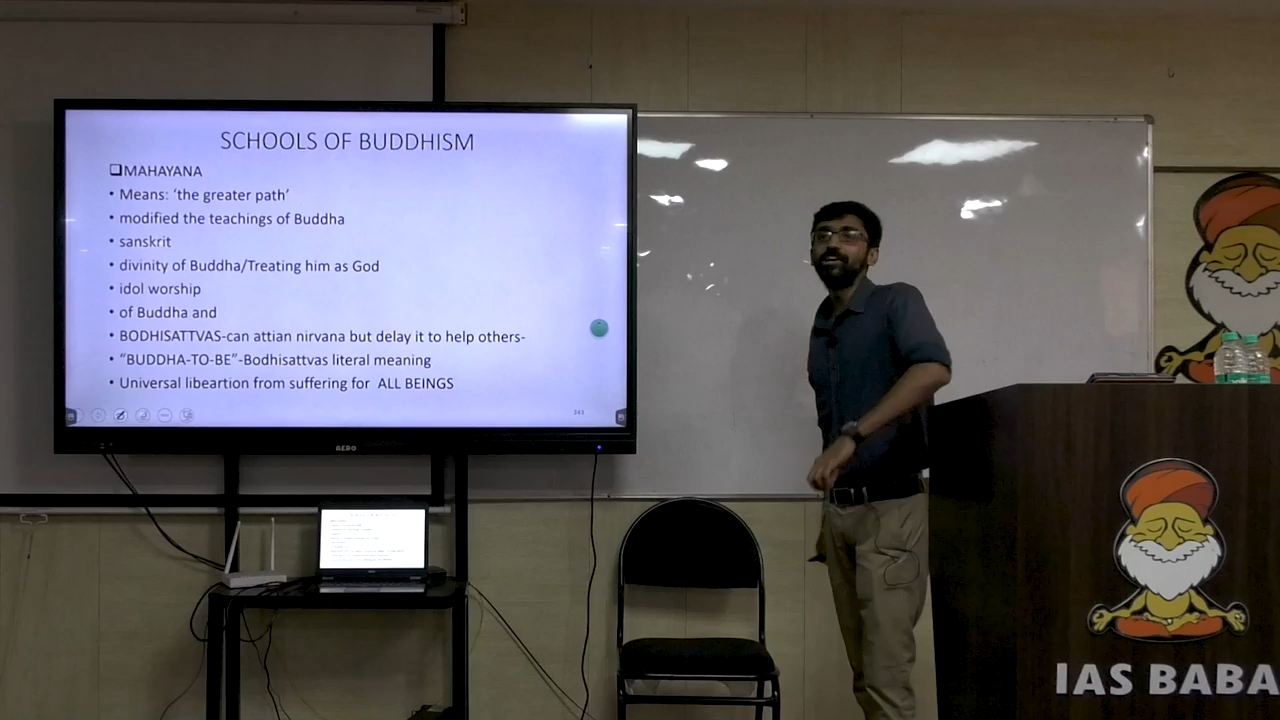 SCHOOLS OF BUDDHISM
❑MAHAYANA
• Means: ‘the greater path’
• modified the teachings of Buddha
• sanskrit
• divinity of Buddha/Treating him as God
• idol worship
• of Buddha and
• BODHISATTVAS-can attian nirvana but delay it to help others-
• “BUDDHA-TO-BE”-Bodhisattvas literal meaning
• Universal libeartion from suffering for ALL BEINGS
343
IAS BABA